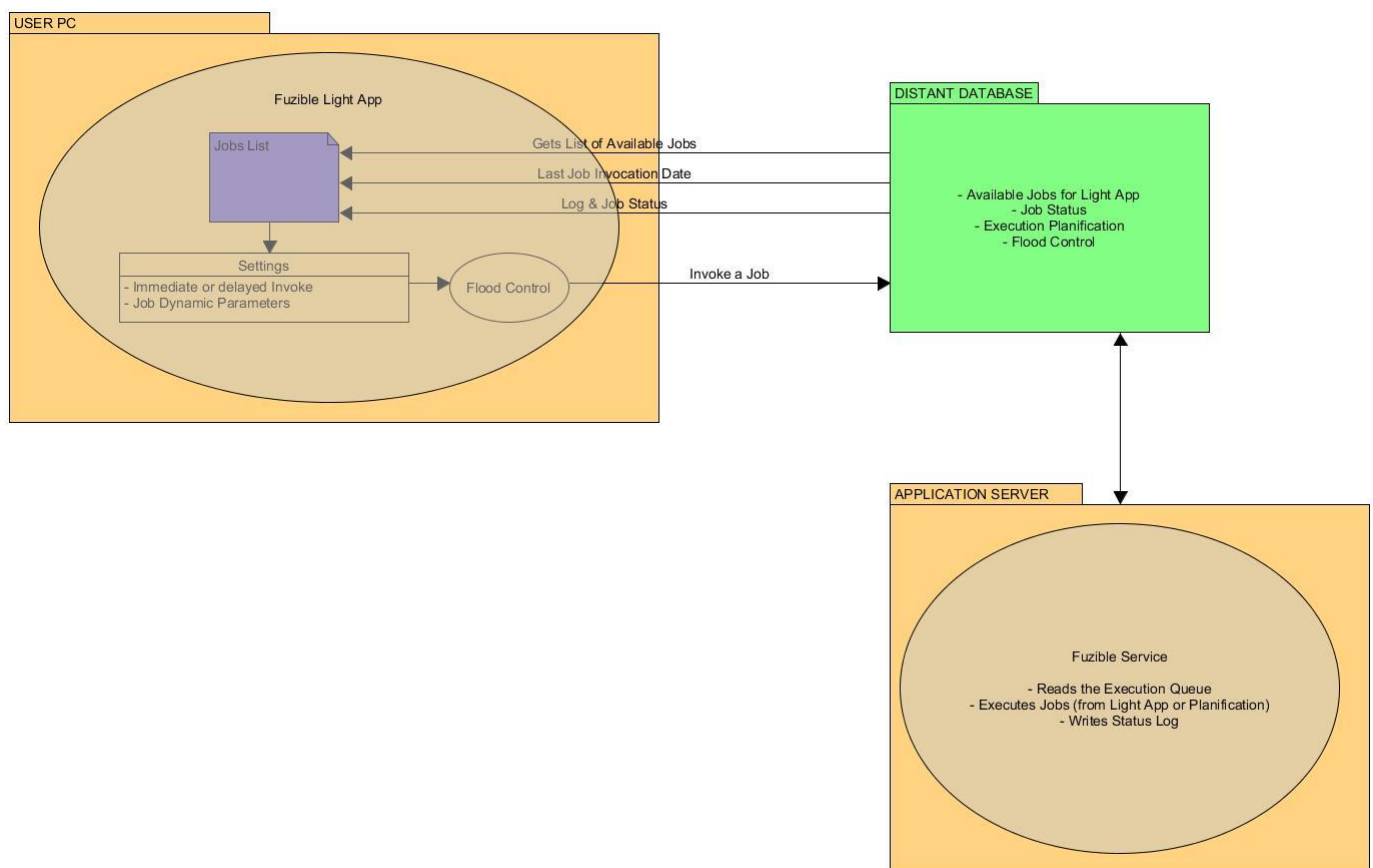 USER PC
Fuzible Light App
Jobs List
Gets List of Available Jobs
Last Job Invocation Date
Log & Job Status
Settings
- Immediate or delayed Invoke
- Job Dynamic Parameters
Flood Control
Invoke a Job
DISTANT DATABASE
- Available Jobs for Light App
- Job Status
- Execution Planification
- Flood Control
APPLICATION SERVER
Fuzible Service
- Reads the Execution Queue
- Executes Jobs (from Light App or Planification)
- Writes Status Log